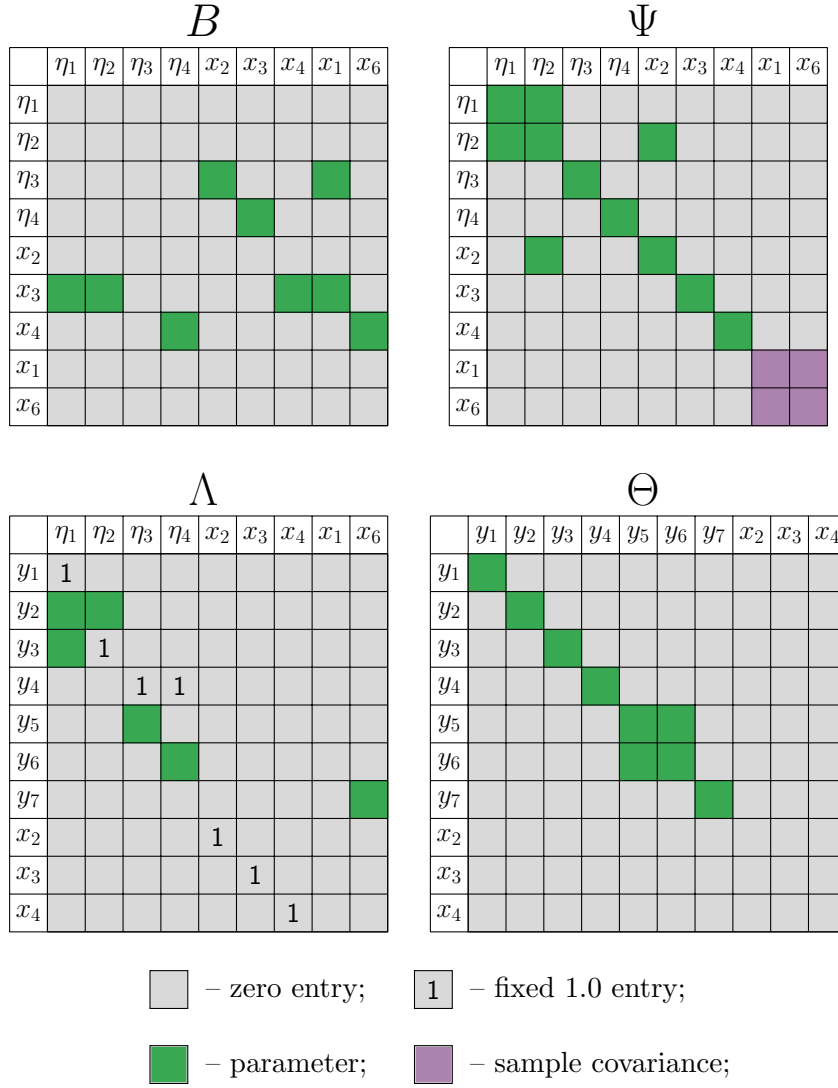 B
Ψ
η₁ η₂ η₃ η₄ x₂ x₃ x₄ x₁ x₆
η₁
η₂
η₃
η₄
x₂
x₃
x₄
x₁
x₆
η₁ η₂ η₃ η₄ x₂ x₃ x₄ x₁ x₆
η₁
η₂
η₃
η₄
x₂
x₃
x₄
x₁
x₆
Λ
Θ
η₁ η₂ η₃ η₄ x₂ x₃ x₄ x₁ x₆
y₁ 1
y₂
y₃ 1
y₄ 1 1
y₅
y₆
y₇
x₂ 1
x₃ 1
x₄ 1
y₁ y₂ y₃ y₄ y₅ y₆ y₇ x₂ x₃ x₄
y₁
y₂
y₃
y₄
y₅
y₆
y₇
x₂
x₃
x₄
– zero entry;
1 – fixed 1.0 entry;
– parameter;
– sample covariance;